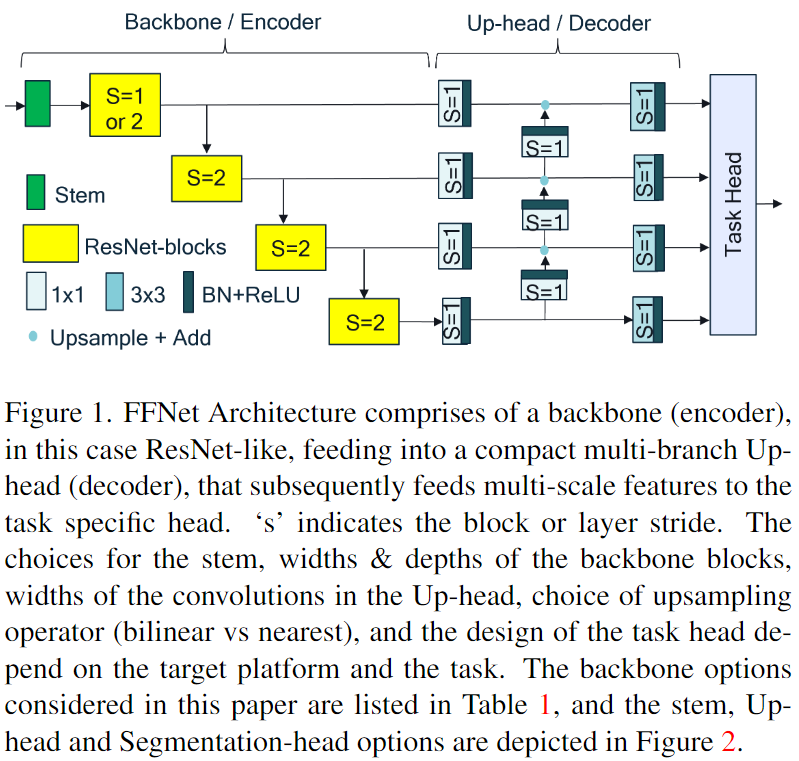 Backbone / Encoder
Up-head / Decoder
S=1
or 2
S=1
S=1
S=1
S=2
S=1
S=1
S=1
S=2
S=1
S=1
S=1
S=2
S=1
S=1
Task Head
Stem
ResNet-blocks
1x1
3x3
BN+ReLU
Upsample + Add
Figure 1. FFNet Architecture comprises of a backbone (encoder),
in this case ResNet-like, feeding into a compact multi-branch Up-
head (decoder), that subsequently feeds multi-scale features to the
task specific head. ‘s’ indicates the block or layer stride. The
choices for the stem, widths & depths of the backbone blocks,
widths of the convolutions in the Up-head, choice of upsampling
operator (bilinear vs nearest), and the design of the task head de-
pend on the target platform and the task. The backbone options
considered in this paper are listed in Table 1, and the stem, Up-
head and Segmentation-head options are depicted in Figure 2.